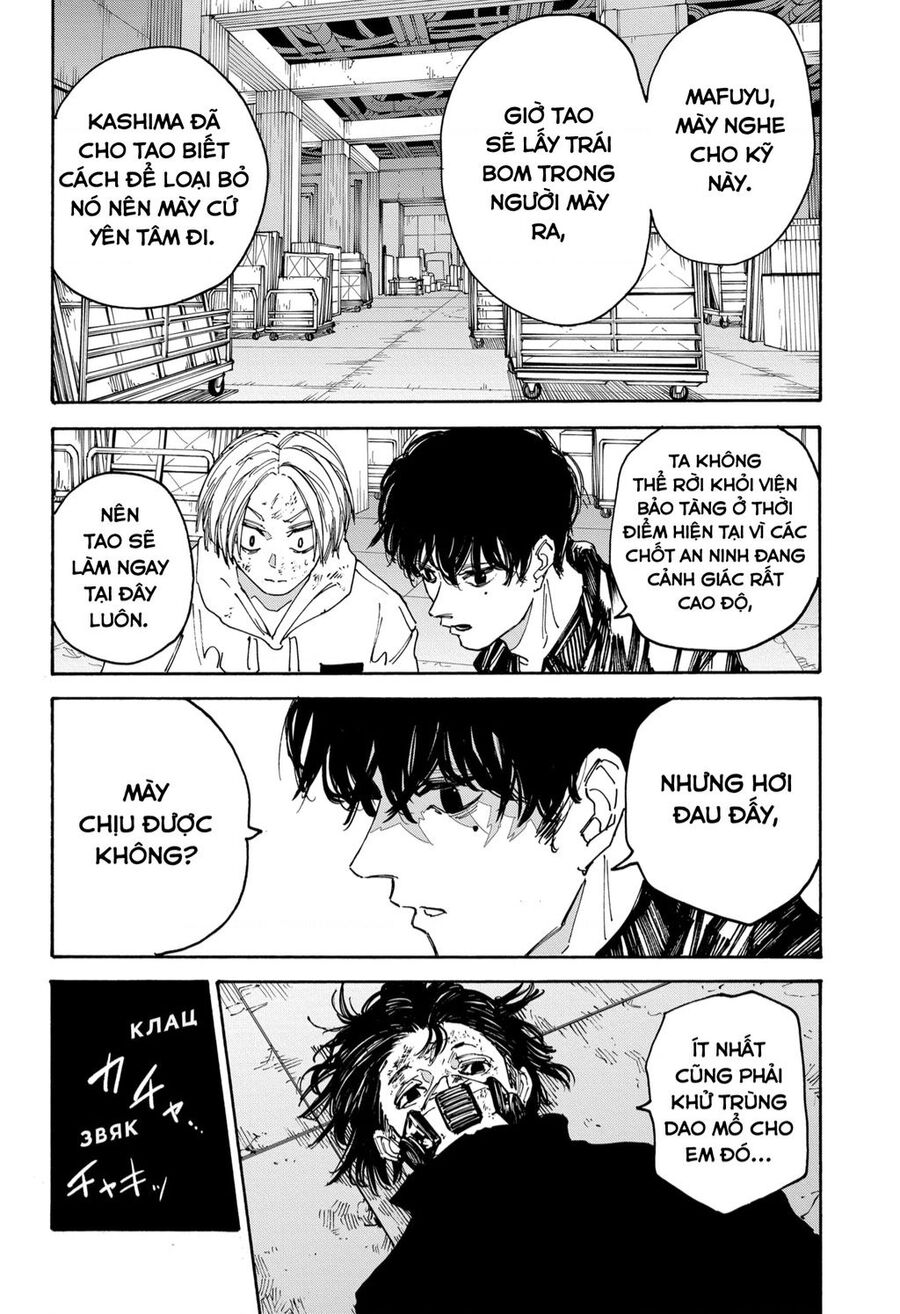 MAFUYU,
MÀY NGHE
CHO KỸ
NÀY.
GIỜ TAO
SẼ LẤY TRÁI
BOM TRONG
NGƯỜI MÀY
RA,
KASHIMA ĐÃ
CHO TAO BIẾT
CÁCH ĐỂ LOẠI BỎ
NÓ NÊN MÀY CỨ
YÊN TÂM ĐI.
TA KHÔNG
THỂ RỜI KHỎI VIỆN
BẢO TÀNG Ở THỜI
ĐIỂM HIỆN TẠI VÌ CÁC
CHỐT AN NINH ĐANG
CẢNH GIÁC RẤT
CAO ĐỘ,
NÊN
TAO SẼ
LÀM NGAY
TẠI ĐÂY
LUÔN.
NHƯNG HƠI
ĐAU ĐẤY,
MÀY
CHỊU ĐƯỢC
KHÔNG?
ÍT NHẤT
CŨNG PHẢI
KHỬ TRÙNG
DAO MỔ CHO
EM ĐÓ...
КЛАЦ
カチャ...
ЗВЯК
チャキッ